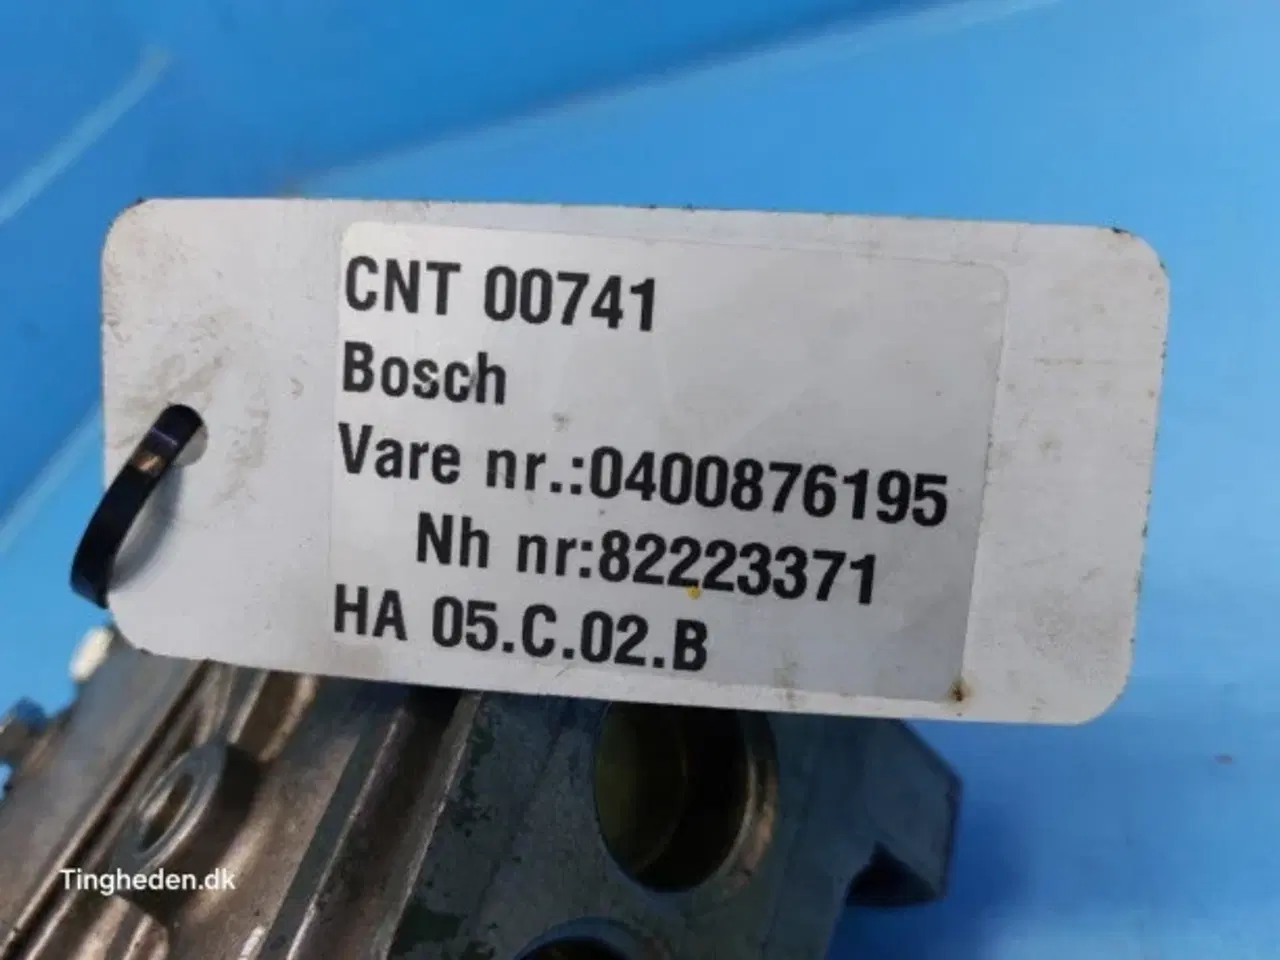 CNT 00741
Bosch
Vare nr.:0400876195
Nh nr:82223371
HA 05.C.02.B
Tingheden.dk